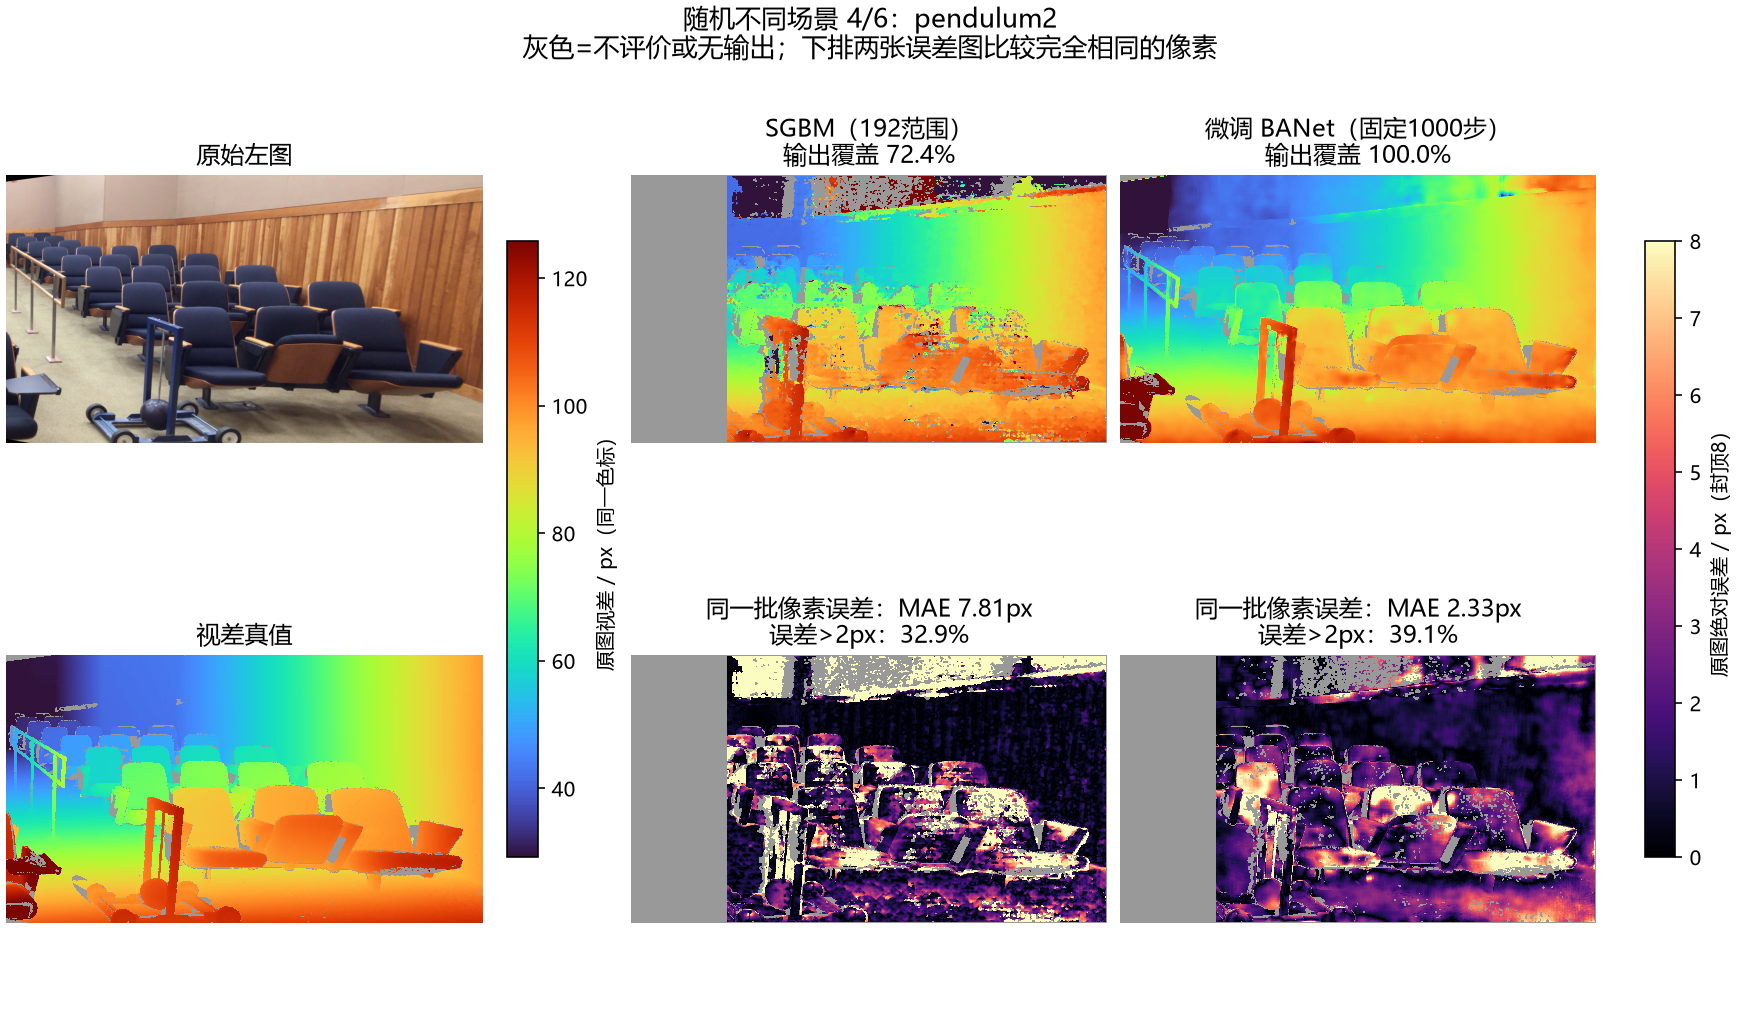 随机不同场景 4/6：pendulum2
灰色=不评价或无输出；下排两张误差图比较完全相同的像素
原始左图
SGBM（192范围）
输出覆盖 72.4%
微调 BANet（固定1000步）
输出覆盖 100.0%
120
100
80
60
40
原图视差 / px（同一色标）
8
7
6
5
4
3
2
1
0
原图绝对误差 / px（封顶8）
视差真值
同一批像素误差：MAE 7.81px
误差>2px：32.9%
同一批像素误差：MAE 2.33px
误差>2px：39.1%